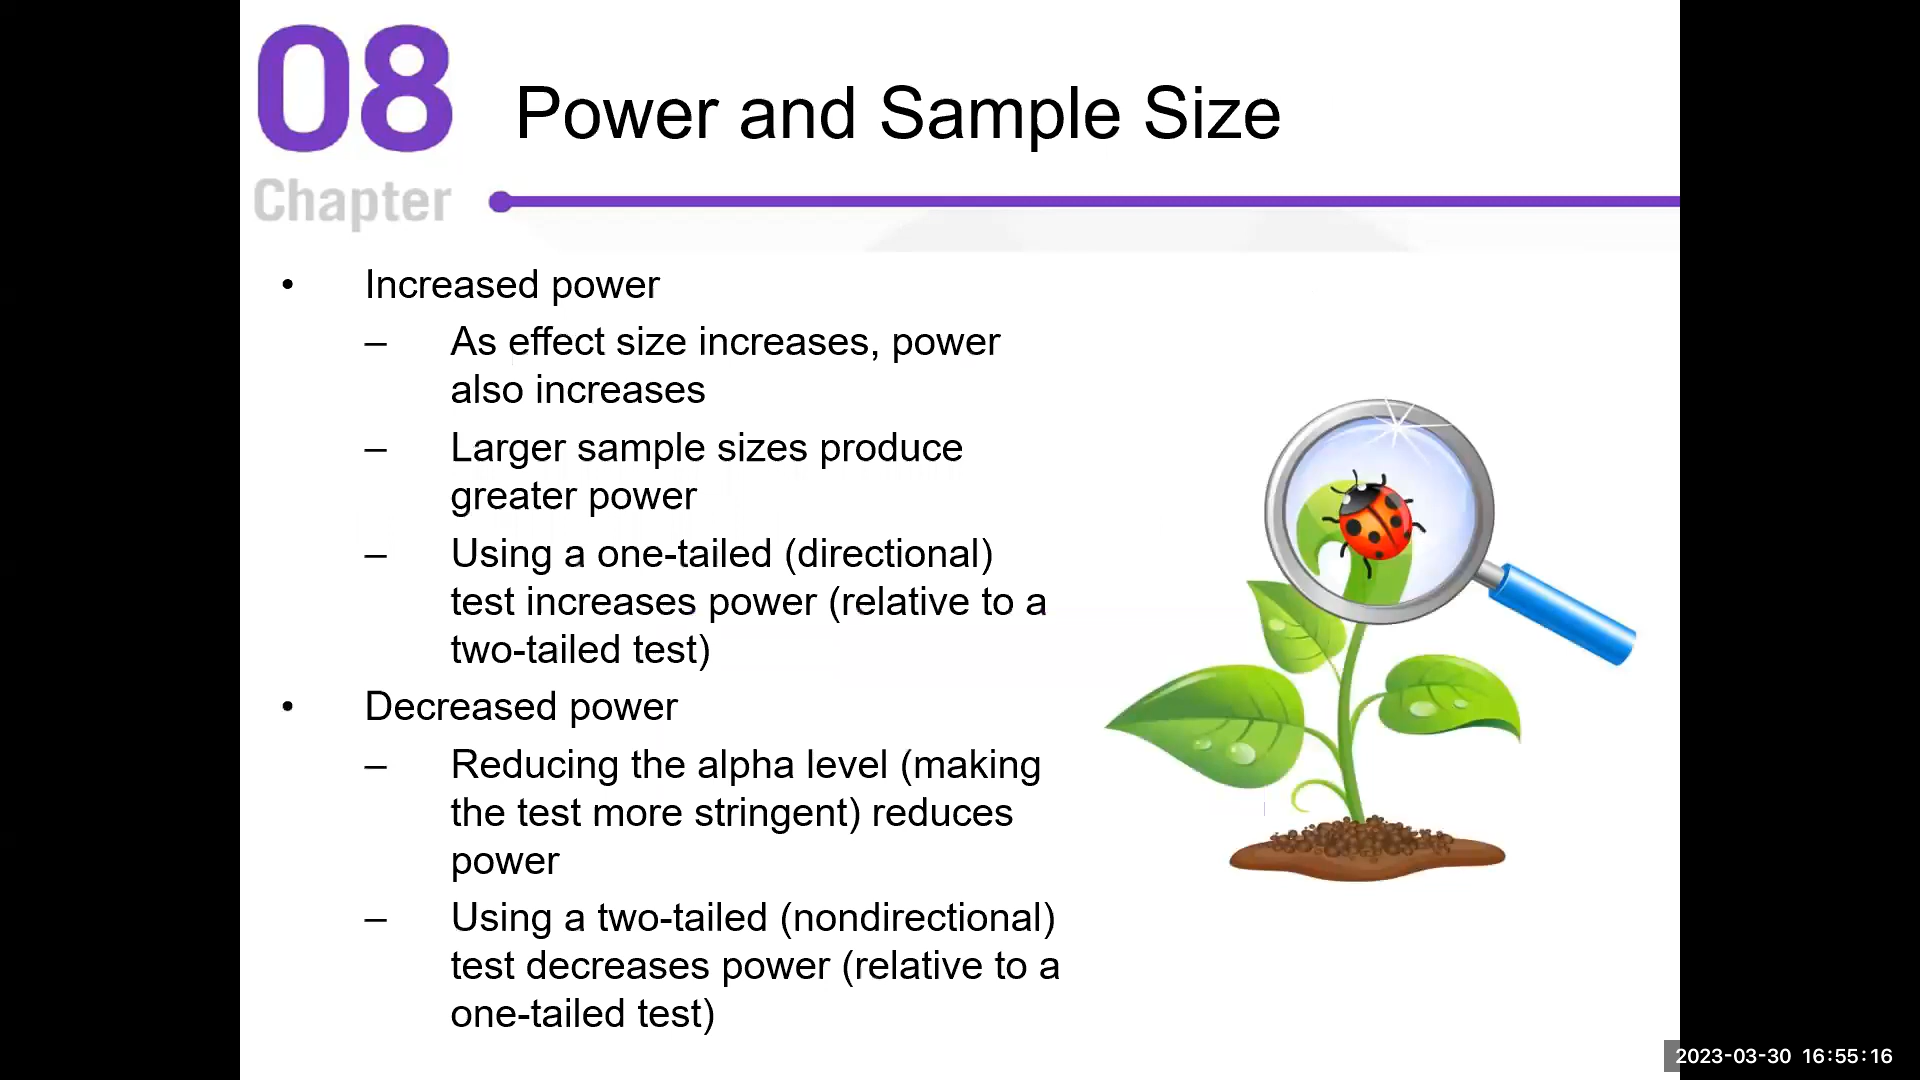 08
Chapter
Power and Sample Size
• Increased power
– As effect size increases, power
also increases
– Larger sample sizes produce
greater power
– Using a one-tailed (directional)
test increases power (relative to a
two-tailed test)
• Decreased power
– Reducing the alpha level (making
the test more stringent) reduces
power
– Using a two-tailed (nondirectional)
test decreases power (relative to a
one-tailed test)
2023-03-30 16:55:16